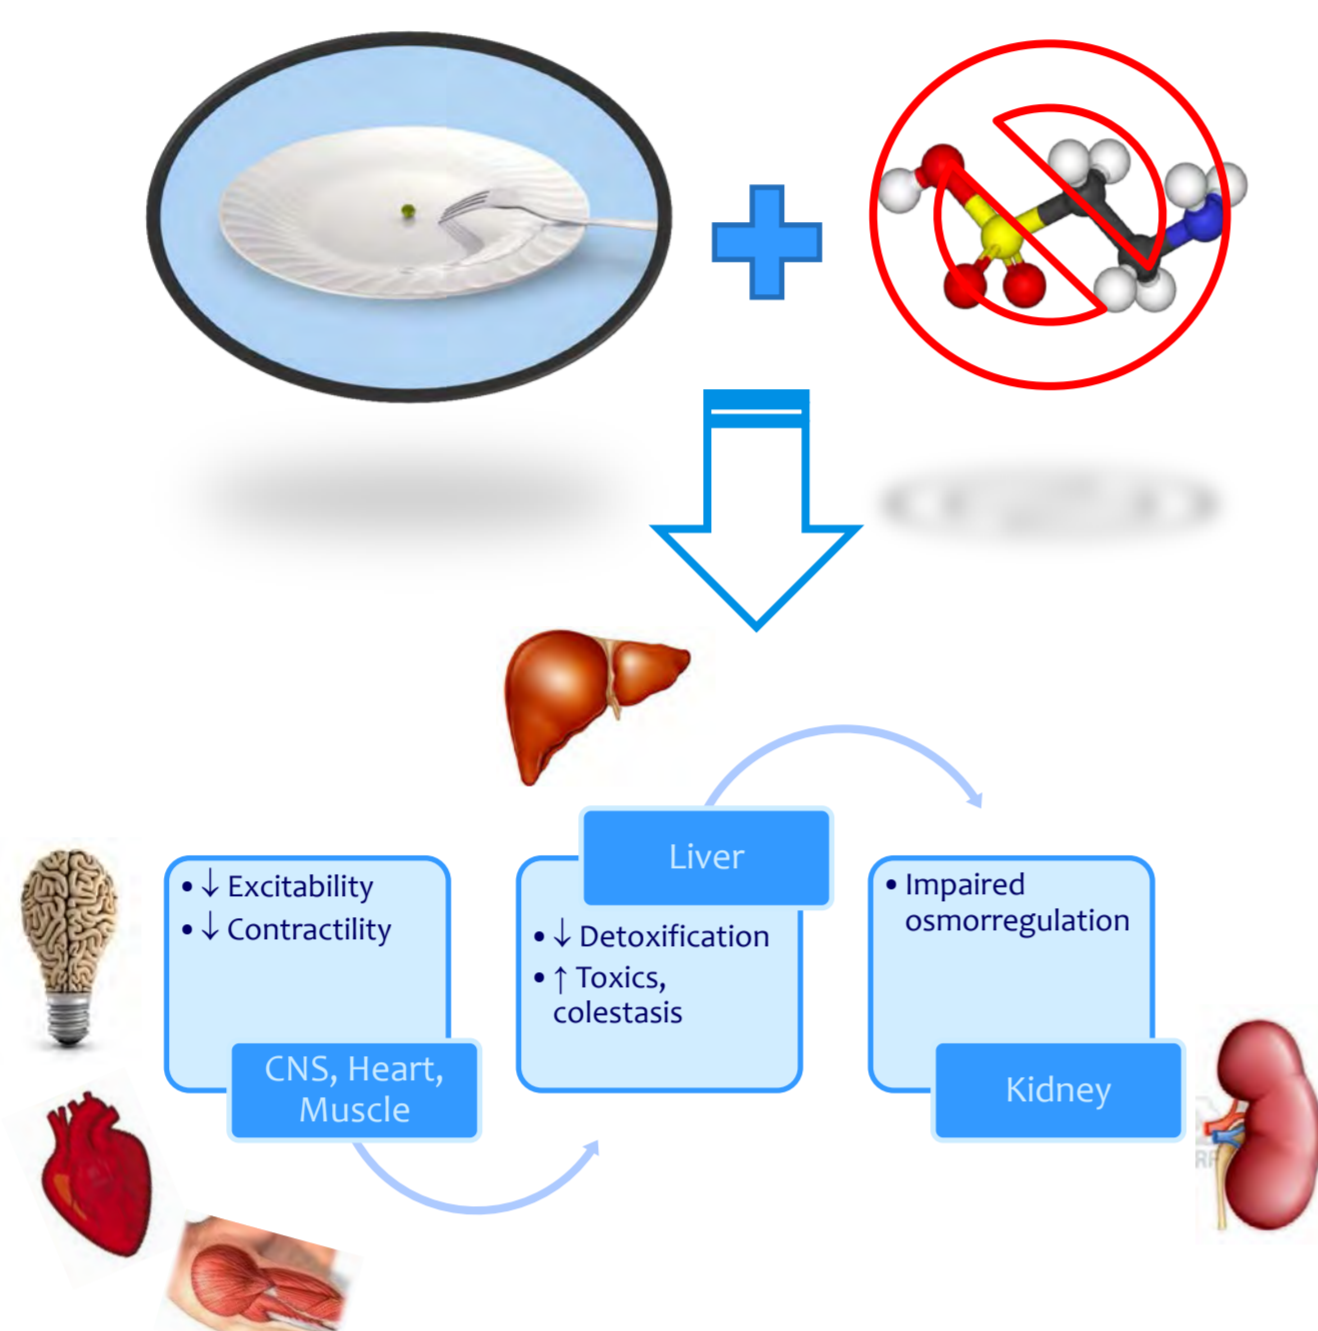 • ↓ Excitability
• ↓ Contractility
CNS, Heart,
Muscle
Liver
• ↓ Detoxification
• ↑ Toxics,
colestasis
• Impaired
osmorregulation
Kidney